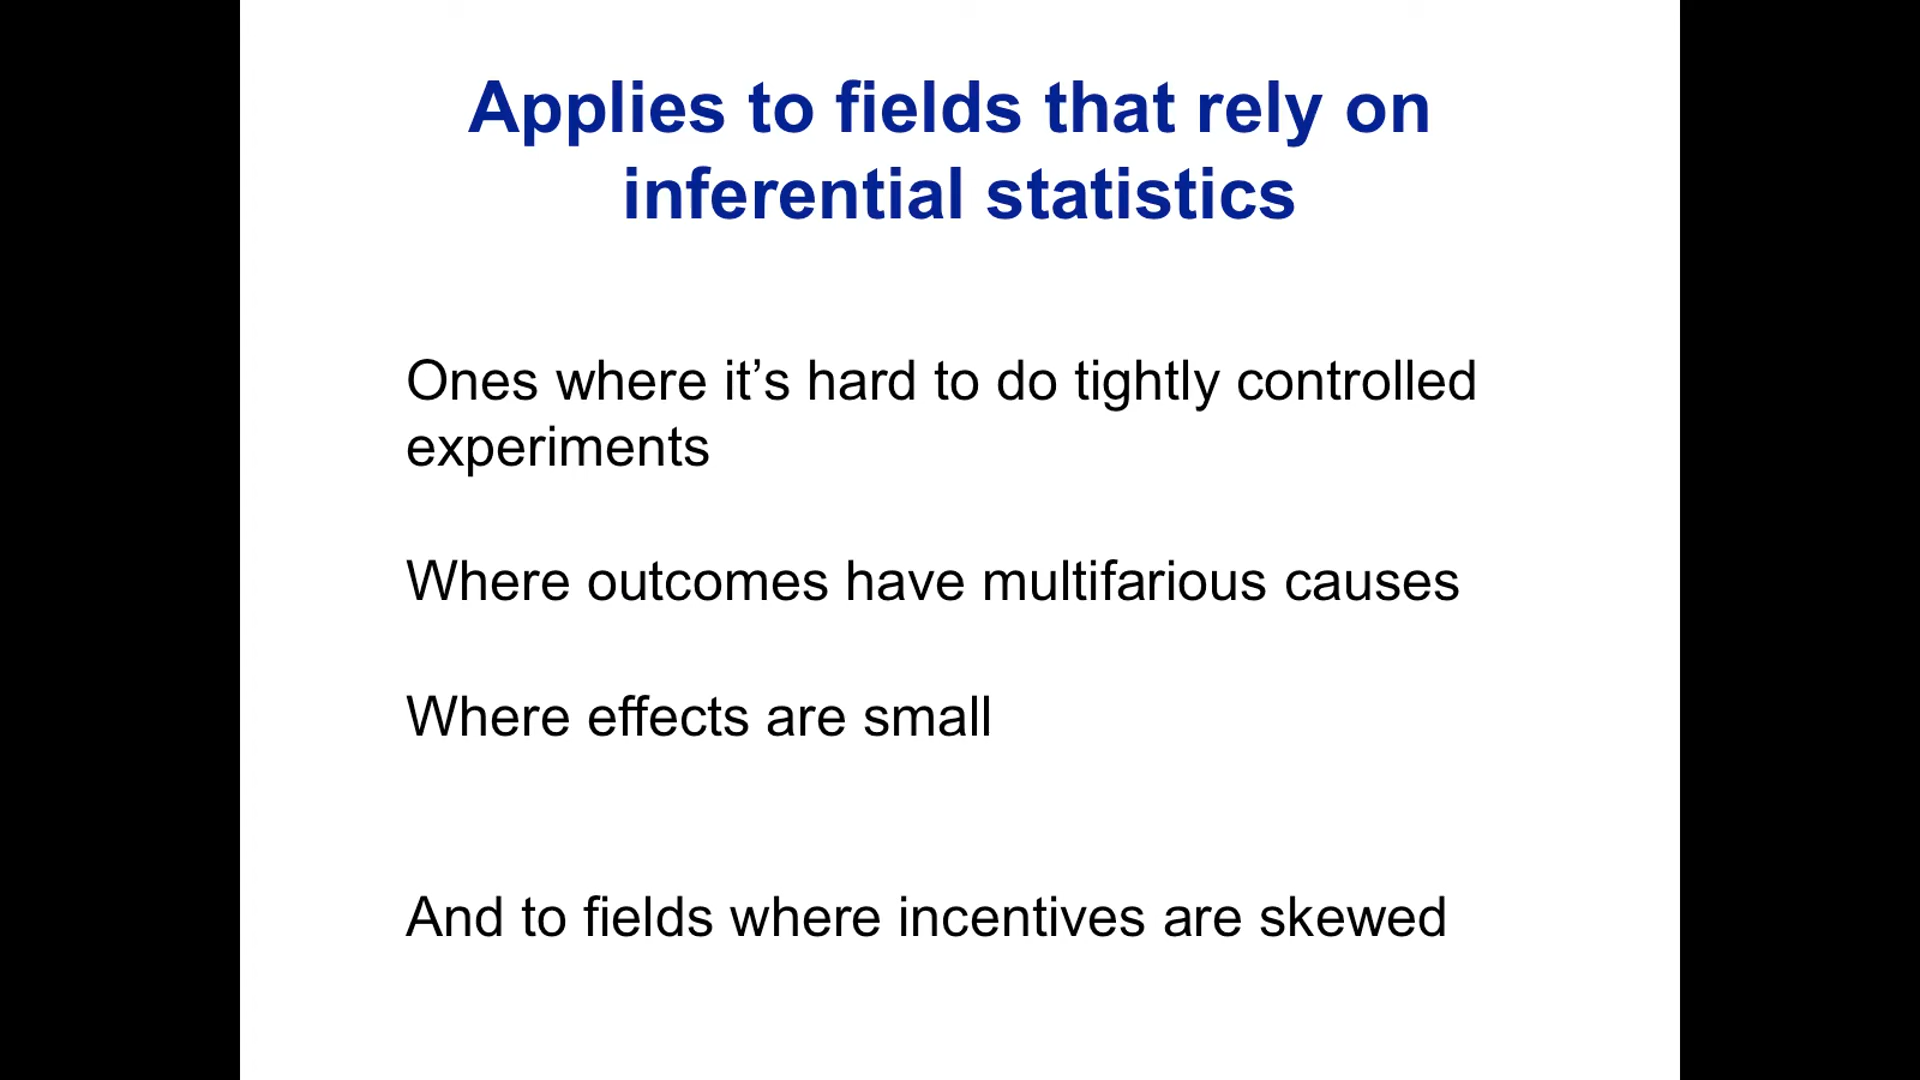 Applies to fields that rely on
inferential statistics
Ones where it’s hard to do tightly controlled
experiments
Where outcomes have multifarious causes
Where effects are small
And to fields where incentives are skewed